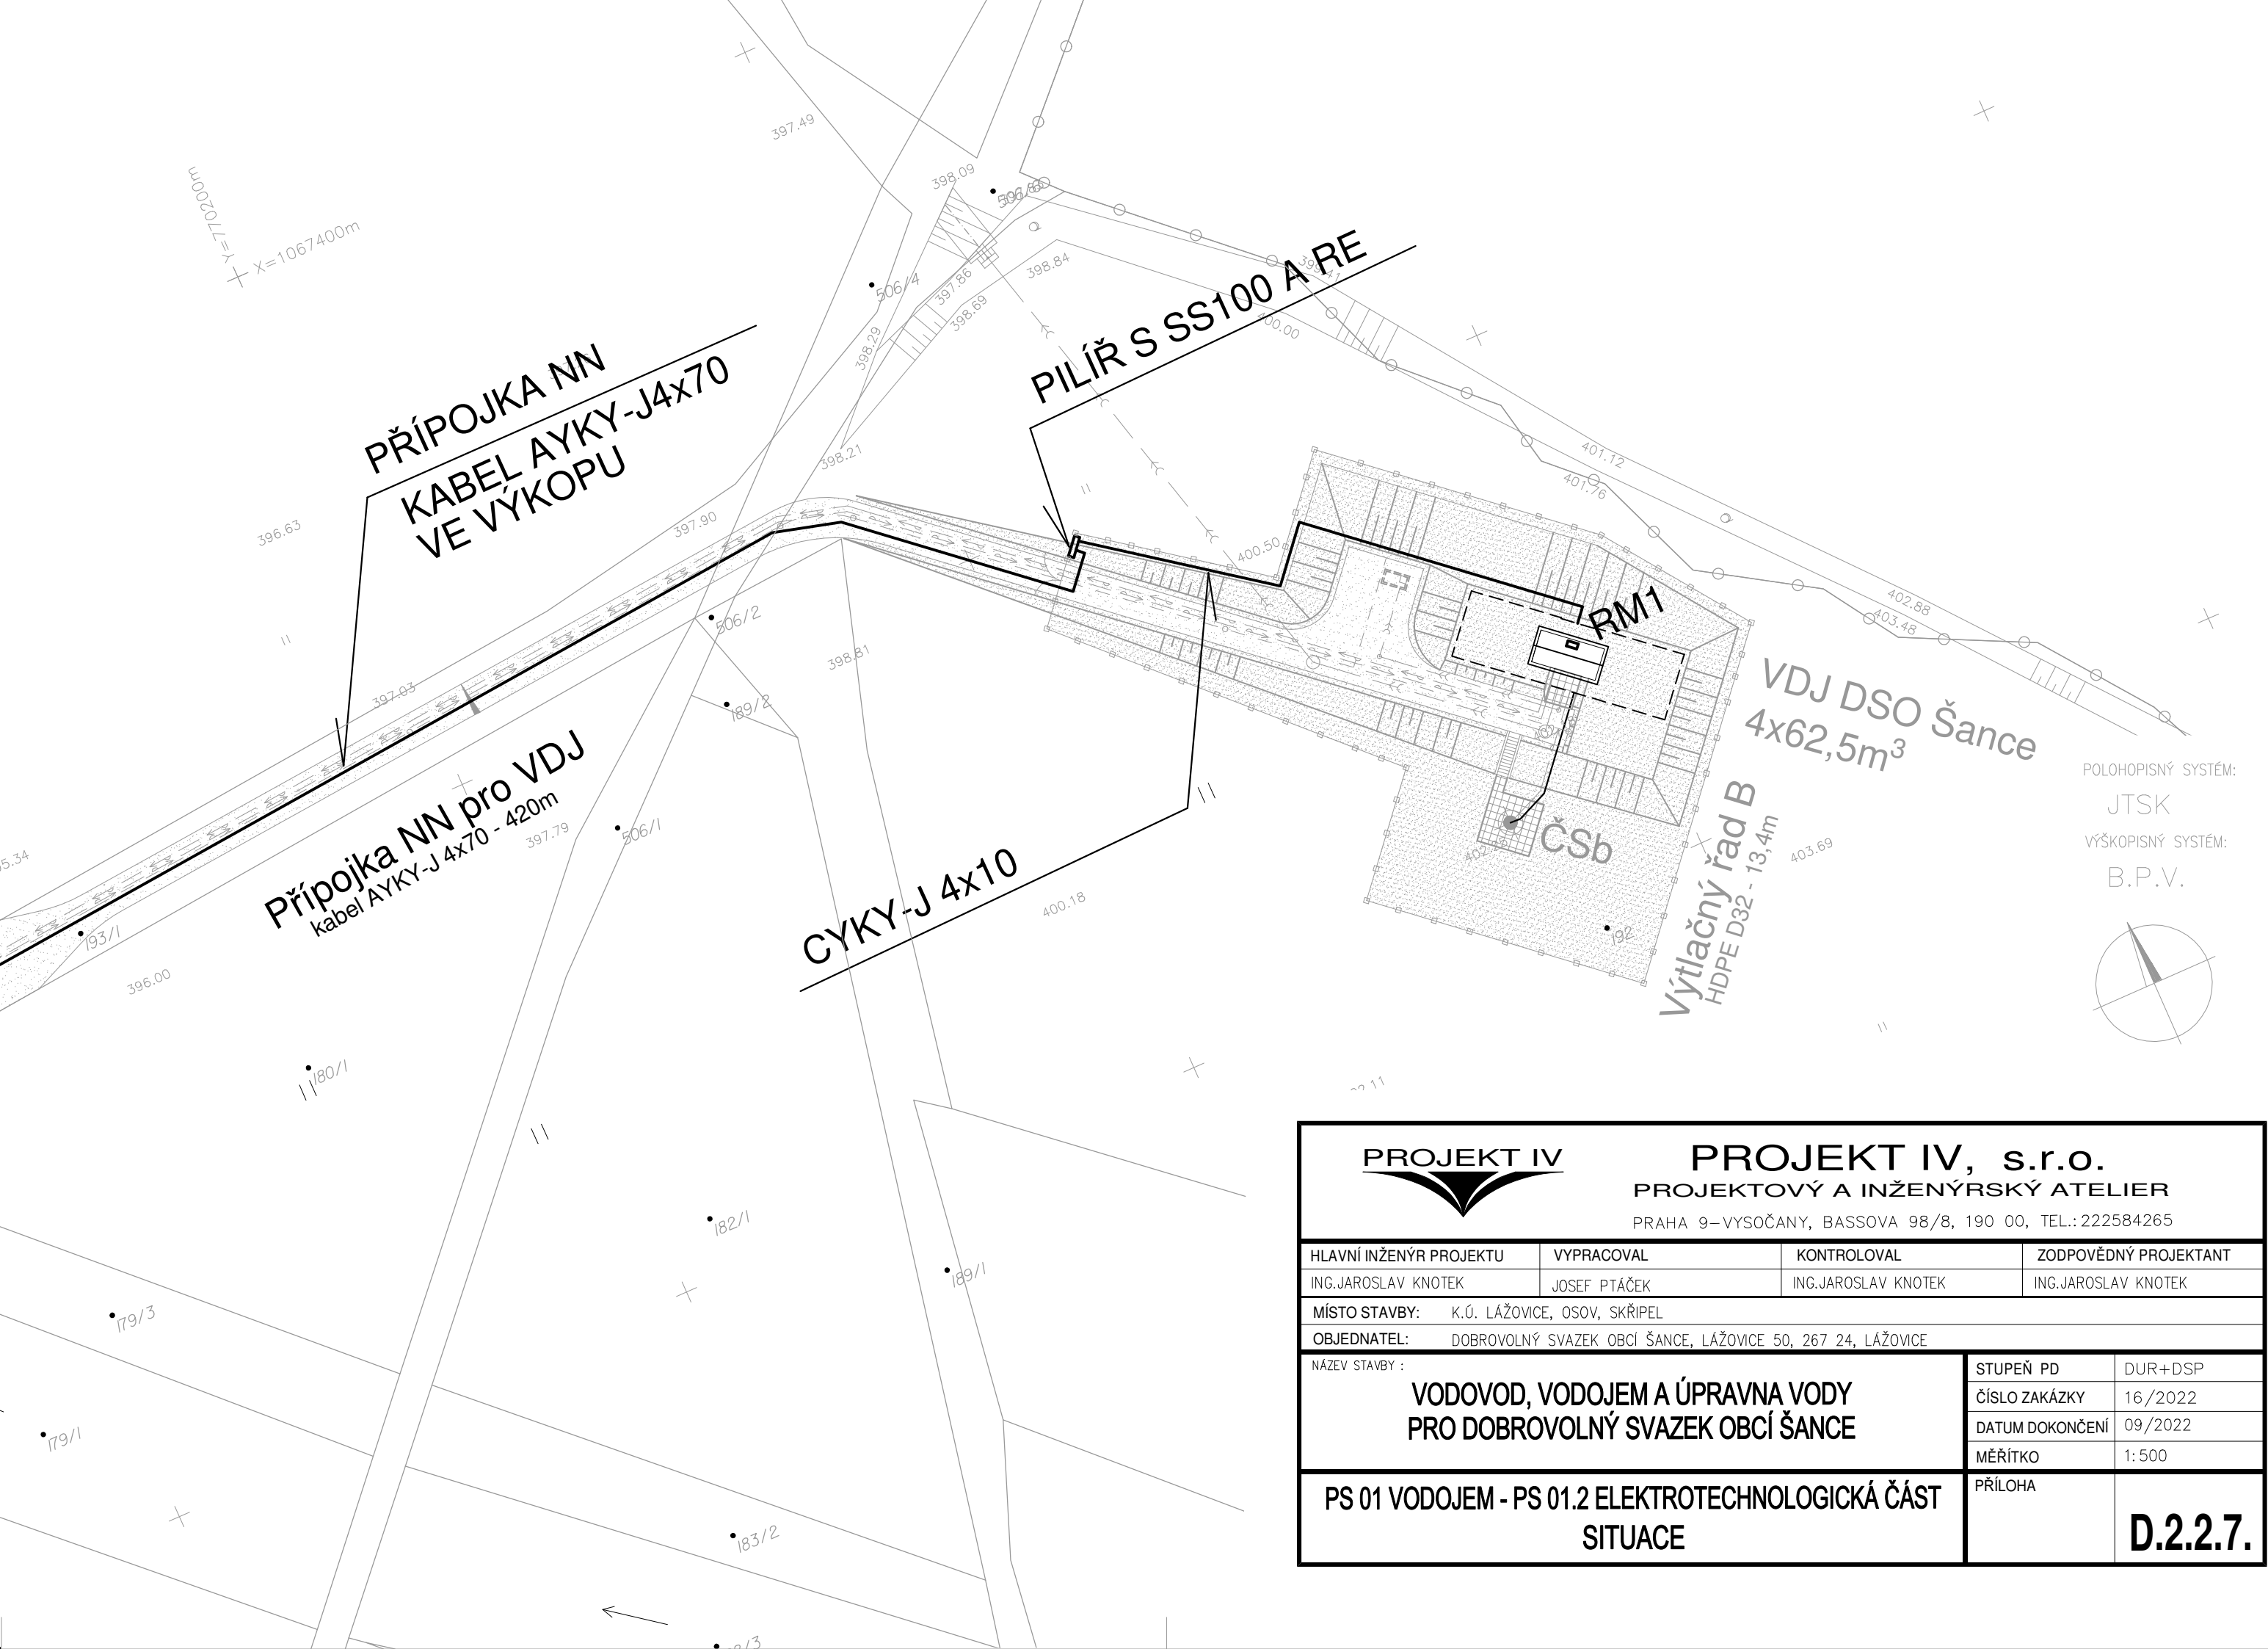 397.49
398.09
Y=770200m
X=1067400m
506/4
397.86
398.69
398.84
399.41
400.00
398.29
PILÍŘ S SS100 A RE
PŘÍPOJKA NN
KABEL AYKY-J4x70
VE VÝKOPU
398.21
401.12
401.76
396.63
397.90
400.50
402.88
403.48
RM1
506/2
398.81
397.03
189/2
VDJ DSO Šance
4x62,5m³
POLOHOPISNÝ SYSTÉM:
JTSK
VÝŠKOPISNÝ SYSTÉM:
B.P.V.
Přípojka NN pro VDJ
kabel AYKY-J 4x70 - 420m
397.79
506/1
ČSb
Výtlačný řad B
HDPE D32 - 13,4m
403.69
CYKY-J 4x10
400.18
193/1
192
396.00
180/1
182/1
189/1
179/3
179/1
183/2
PROJEKT IV
PROJEKT IV, s.r.o.
PROJEKTOVÝ A INŽENÝRSKÝ ATELIER
PRAHA 9-VYSOČANY, BASSOVA 98/8, 190 00, TEL.:222584265
HLAVNÍ INŽENÝR PROJEKTU VYPRACOVAL KONTROLOVAL ZODPOVĚDNÝ PROJEKTANT
ING.JAROSLAV KNOTEK JOSEF PTÁČEK ING.JAROSLAV KNOTEK ING.JAROSLAV KNOTEK
MÍSTO STAVBY: K.Ú. LÁŽOVICE, OSOV, SKŘIPEL
OBJEDNATEL: DOBROVOLNÝ SVAZEK OBCÍ ŠANCE, LÁŽOVICE 50, 267 24, LÁŽOVICE
NÁZEV STAVBY :
VODOVOD, VODOJEM A ÚPRAVNA VODY
PRO DOBROVOLNÝ SVAZEK OBCÍ ŠANCE
STUPEŇ PD DUR+DSP
ČÍSLO ZAKÁZKY 16/2022
DATUM DOKONČENÍ 09/2022
MĚŘÍTKO 1:500
PS 01 VODOJEM - PS 01.2 ELEKTROTECHNOLOGICKÁ ČÁST
SITUACE
PŘÍLOHA
D.2.2.7.